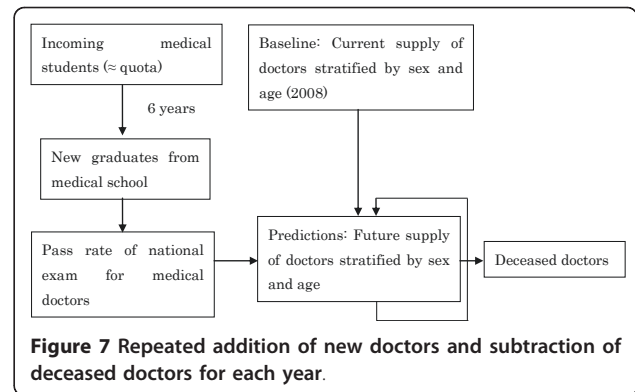 Incoming medical
students (≈ quota)
6 years
New graduates from
medical school
Pass rate of national
exam for medical
doctors
Baseline: Current supply of
doctors stratified by sex and
age (2008)
Predictions: Future supply
of doctors stratified by sex
and age
Deceased doctors
Figure 7 Repeated addition of new doctors and subtraction of
deceased doctors for each year.